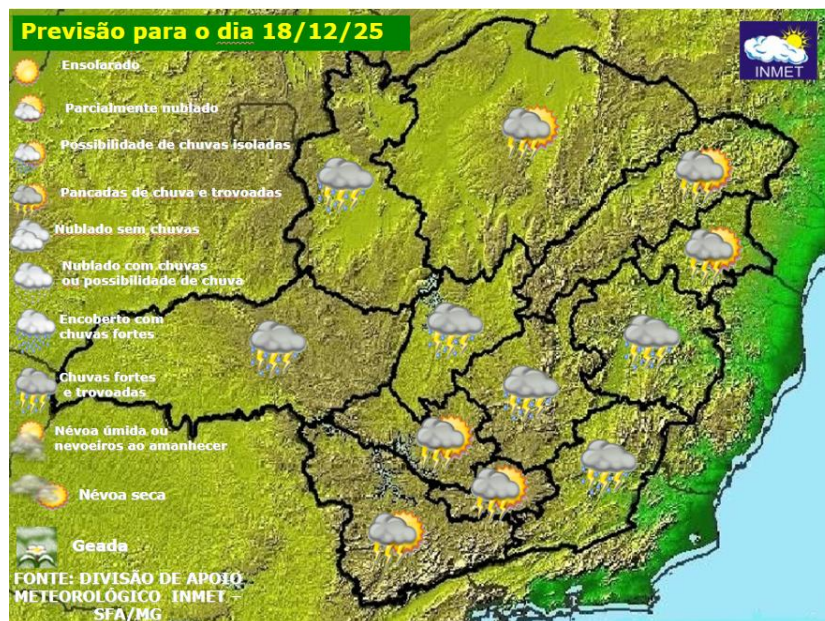 Previsão para o dia 18/12/25
INMET
Ensolarado
Parcialmente nublado
Possibilidade de chuvas isoladas
Pancadas de chuva e trovoadas
Nublado sem chuvas
Nublado com chuvas
ou possibilidade de chuva
Encoberto com
chuvas fortes
Chuvas fortes
e trovoadas
Névoa úmida ou
nevoeiros ao amanhecer
Névoa seca
Geada
FONTE: DIVISÃO DE APOIO
METEOROLÓGICO INMET –
SFA/MG